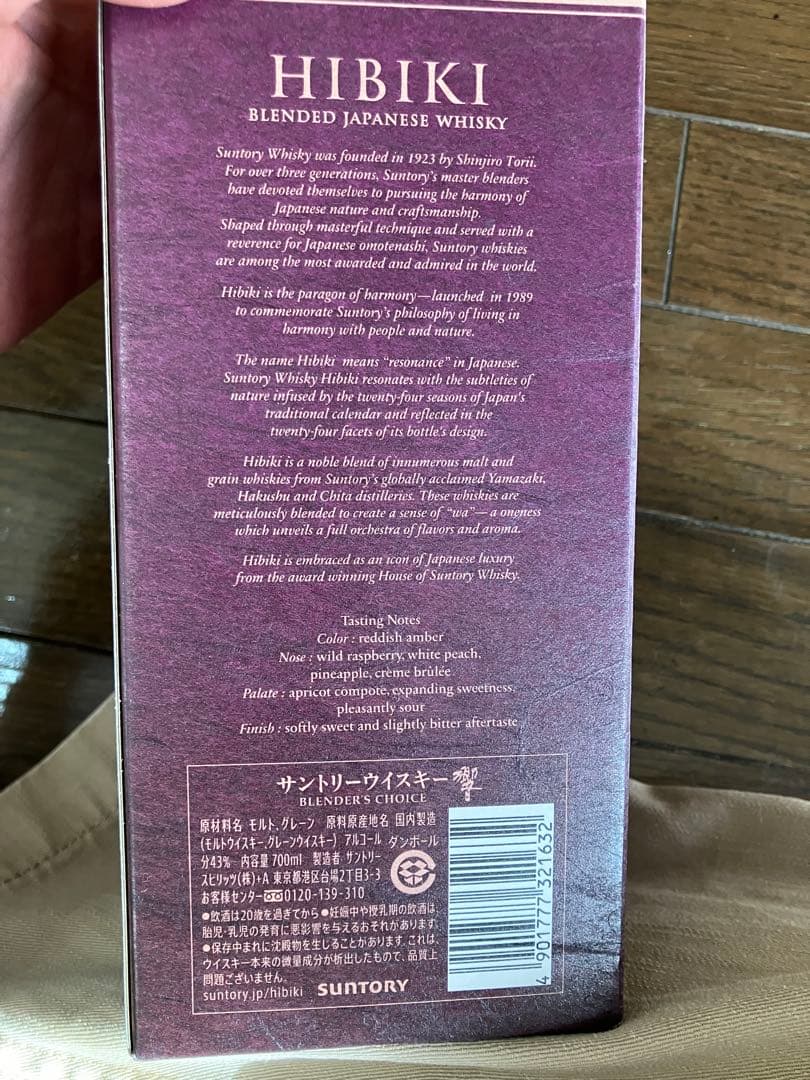 HIBIKI
BLENDED JAPANESE WHISKY
Suntory Whisky was founded in 1923 by Shinjiro Torii.
For over three generations, Suntory's master blenders
have devoted themselves to pursuing the harmony of
Japanese nature and craftsmanship.
Shaped through masterful technique and served with a
reverence for Japanese omotenashi, Suntory whiskies
are among the most awarded and admired in the world.
Hibiki is the paragon of harmony—launched in 1989
to commemorate Suntory's philosophy of living in
harmony with people and nature.
The name Hibiki means "resonance" in Japanese.
Suntory Whisky Hibiki resonates with the subtleties of
nature infused by the twenty-four seasons of Japan's
traditional calendar and reflected in the
twenty-four facets of its bottle's design.
Hibiki is a noble blend of innumerous malt and
grain whiskies from Suntory's globally acclaimed Yamazaki,
Hakushu and Chita distilleries. These whiskies are
meticulously blended to create a sense of "wa"— a oneness
which unveils a full orchestra of flavors and aroma.
Hibiki is embraced as an icon of Japanese luxury
from the award winning House of Suntory Whisky.
Tasting Notes
Color : reddish amber
Nose : wild raspberry, white peach,
pineapple, crème brûlée
Palate : apricot compote, expanding sweetness,
pleasantly sour
Finish : softly sweet and slightly bitter aftertaste
サントリーウイスキー 響
BLENDER'S CHOICE
原材料名 モルト、グレーン 原料原産地名 国内製造
(モルトウイスキー、グレーンウイスキー) アルコール
分43% 内容量 700ml 製造者 サントリー
スピリッツ(株)+A 東京都港区台場2丁目3-3
お客様センター 0120-139-310
ダンボール
●飲酒は20歳を過ぎてから ●妊娠中や授乳期の飲酒は、
胎児・乳児の発育に悪影響を与えるおそれがあります。
●保存中まれに沈殿物を生じることがあります。これは、
ウイスキー本来の微量成分が析出したもので、品質上
問題ございません。
suntory.jp/hibiki SUNTORY
4 901777 321632